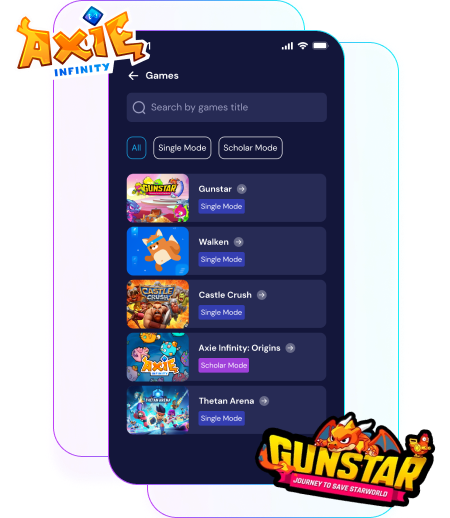 AXIE
INFINITY
1
Games
Search by games title
All
Single Mode
Scholar Mode
GUNSTAR
Gunstar
Single Mode
Walken
Single Mode
CASTLE
CRUSH
Castle Crush
Single Mode
AXIE
INFINITY
Axie Infinity: Origins
Scholar Mode
THETAN ARENA
Thetan Arena
Single Mode
GUNSTAR
JOURNEY TO SAVE STARWORLD